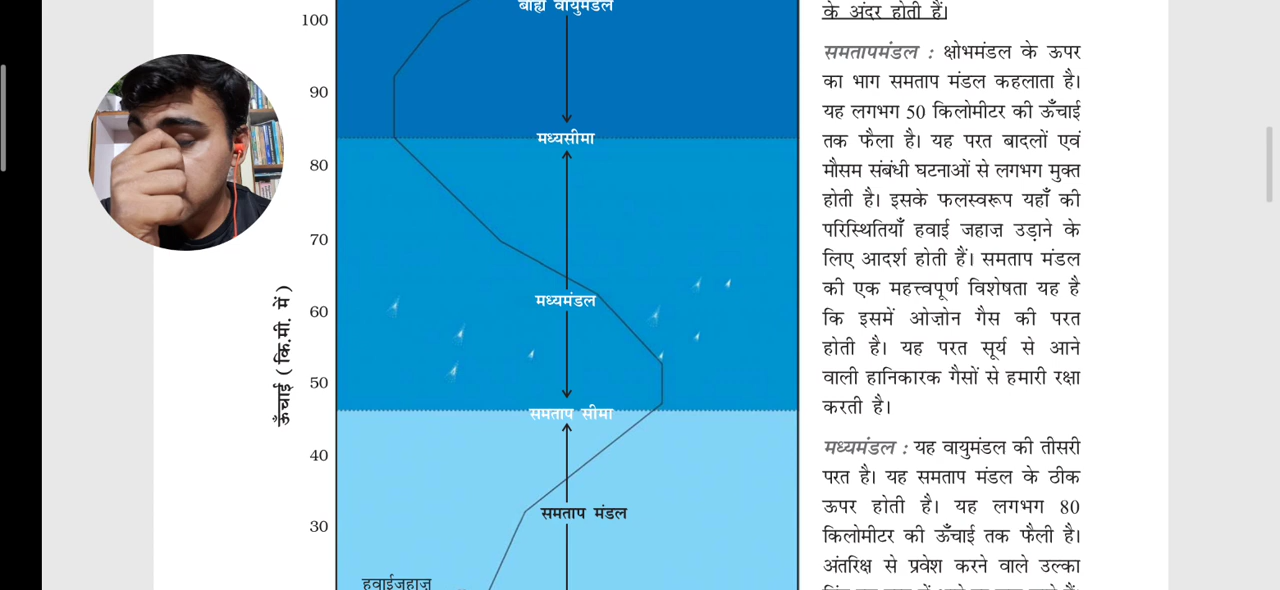 100
बाह्य वायुमंडल
90
मध्यसीमा
80
70
मध्यमंडल
60
50
समताप सीमा
40
समताप मंडल
30
हवाईजहाज़
ऊँचाई ( कि.मी. में )
के अंदर होती हैं।
समतापमंडल : क्षोभमंडल के ऊपर
का भाग समताप मंडल कहलाता है।
यह लगभग 50 किलोमीटर की ऊँचाई
तक फैला है। यह परत बादलों एवं
मौसम संबंधी घटनाओं से लगभग मुक्त
होती है। इसके फलस्वरूप यहाँ की
परिस्थितियाँ हवाई जहाज़ उड़ाने के
लिए आदर्श होती हैं। समताप मंडल
की एक महत्त्वपूर्ण विशेषता यह है
कि इसमें ओज़ोन गैस की परत
होती है। यह परत सूर्य से आने
वाली हानिकारक गैसों से हमारी रक्षा
करती है।
मध्यमंडल : यह वायुमंडल की तीसरी
परत है। यह समताप मंडल के ठीक
ऊपर होती है। यह लगभग 80
किलोमीटर की ऊँचाई तक फैली है।
अंतरिक्ष से प्रवेश करने वाले उल्का